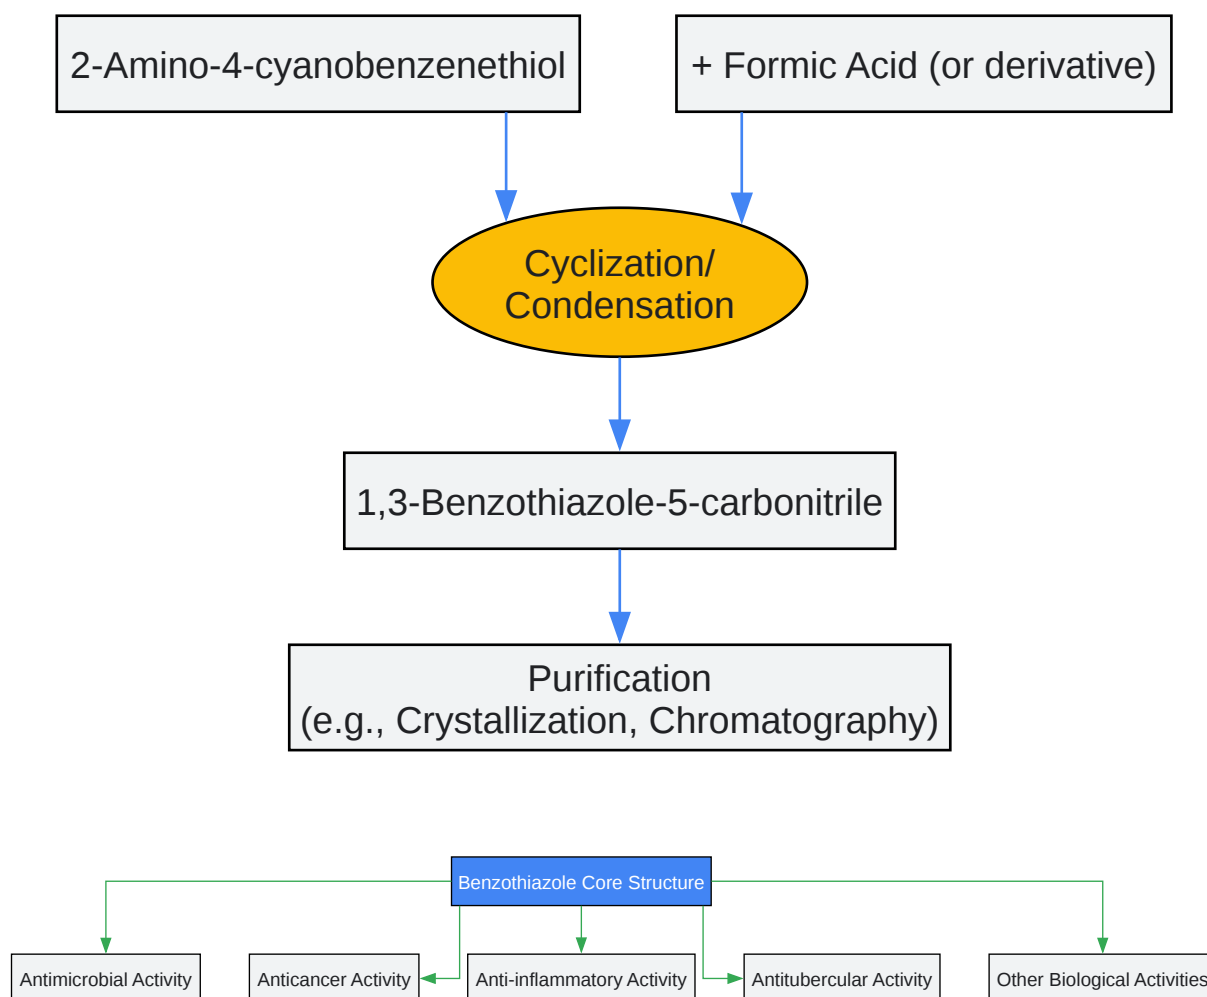 2-Amino-4-cyanobenzenethiol
+ Formic Acid (or derivative)
Cyclization/
Condensation
1,3-Benzothiazole-5-carbonitrile
Purification
(e.g., Crystallization, Chromatography)
Benzothiazole Core Structure
Antimicrobial Activity
Anticancer Activity
Anti-inflammatory Activity
Antitubercular Activity
Other Biological Activities